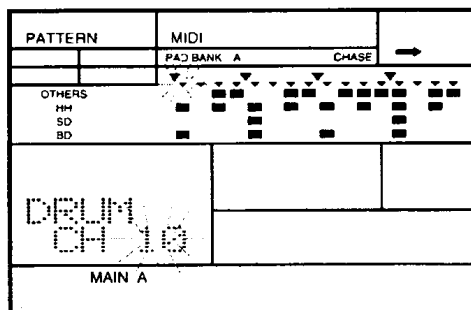 PATTERN MIDI
PAD BANK A CHASE
OTHERS
HH
SD
BD
DRUM
CH 10
MAIN A